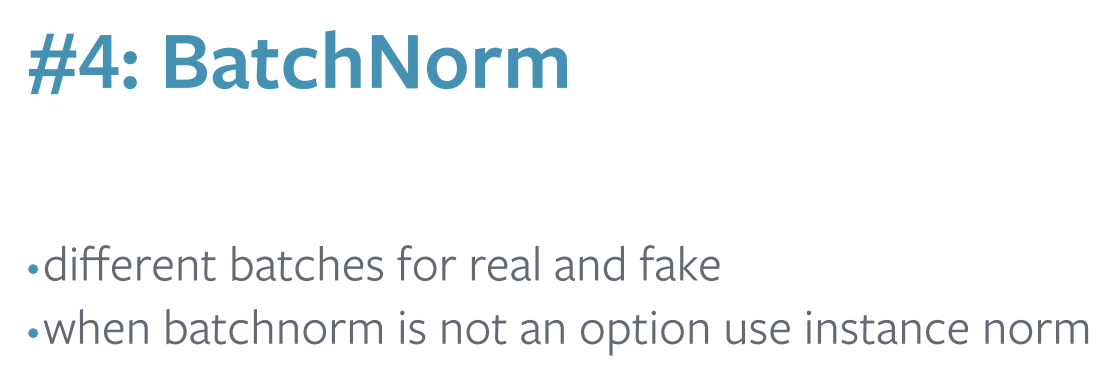 #4: BatchNorm
•different batches for real and fake
•when batchnorm is not an option use instance norm